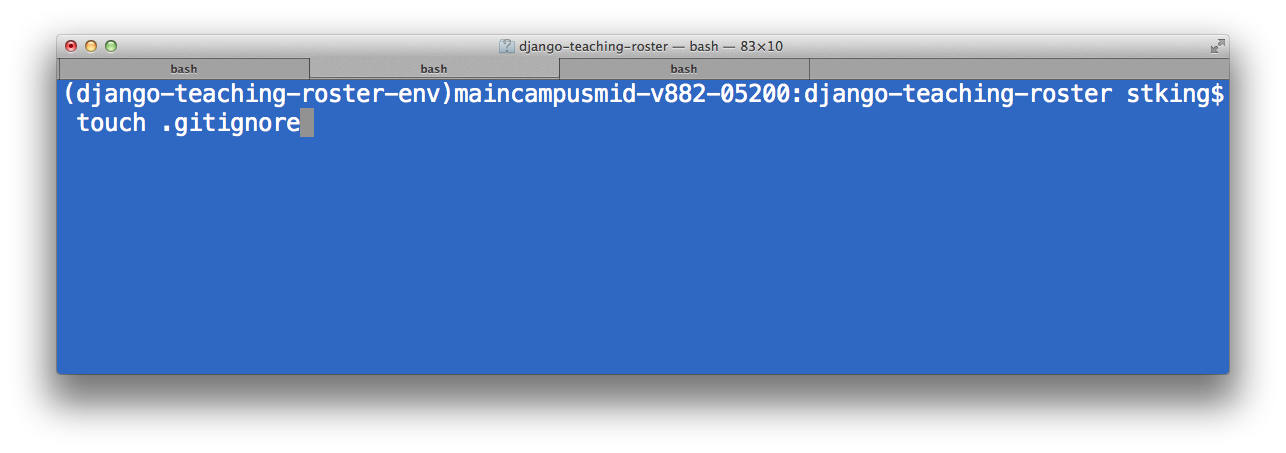 django-teaching-roster — bash — 83×10
bash bash bash
(django-teaching-roster-env)maincampusmid-v882-05200:django-teaching-roster stking$
touch .gitignore